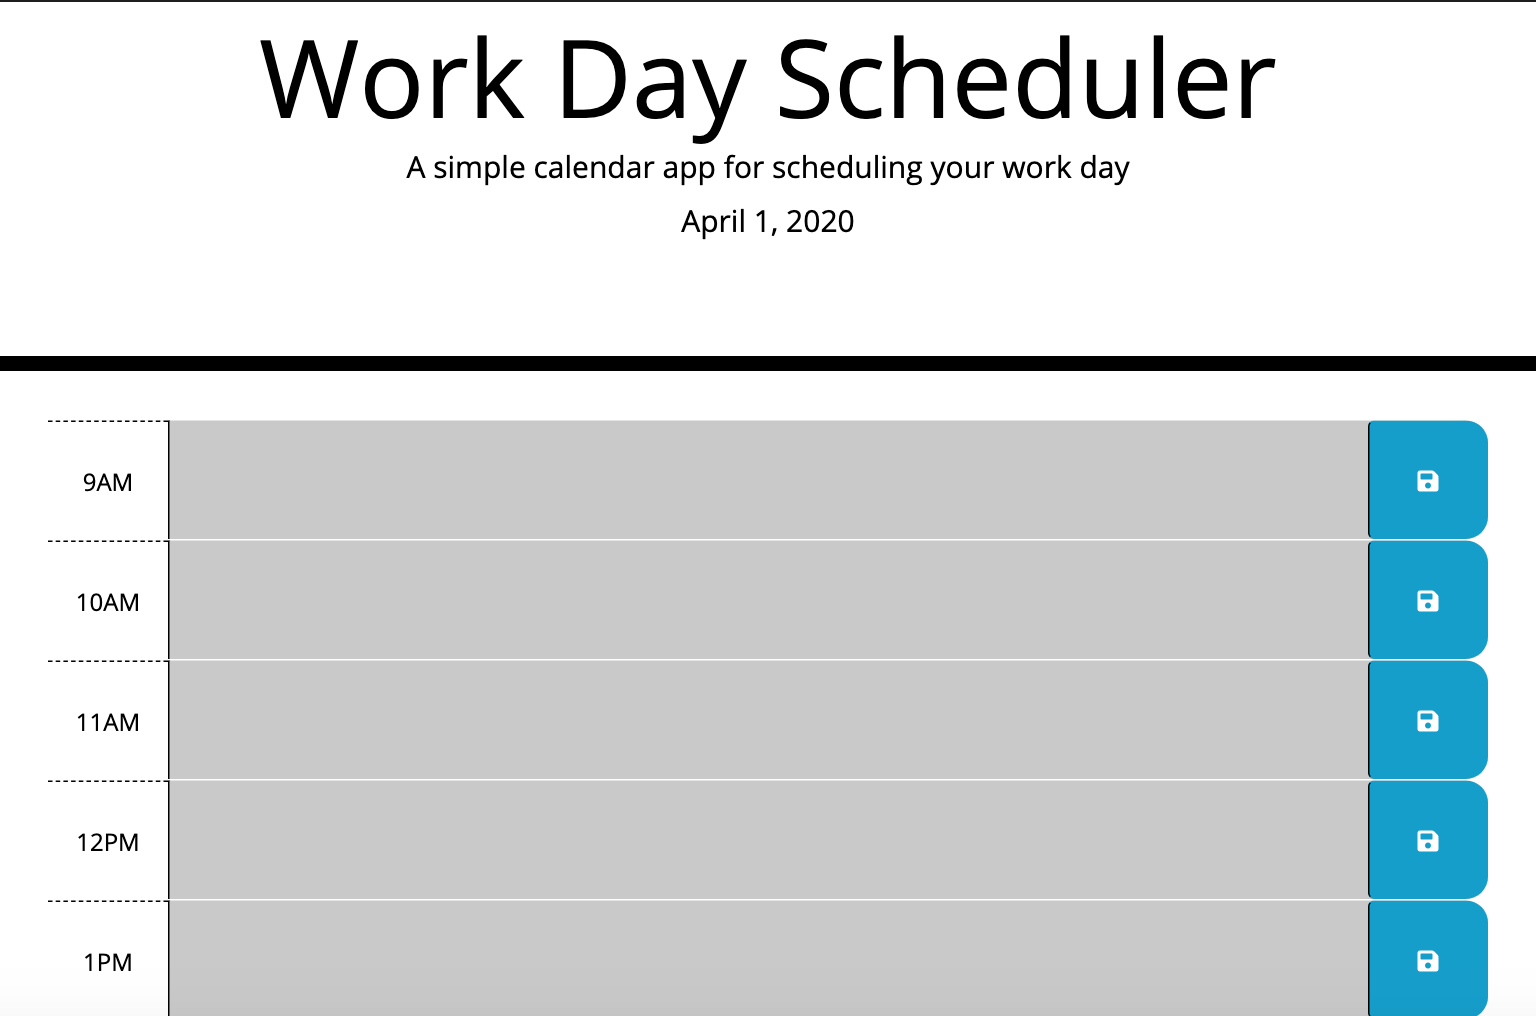 Work Day Scheduler
A simple calendar app for scheduling your work day
April 1, 2020
9AM
10AM
11AM
12PM
1PM